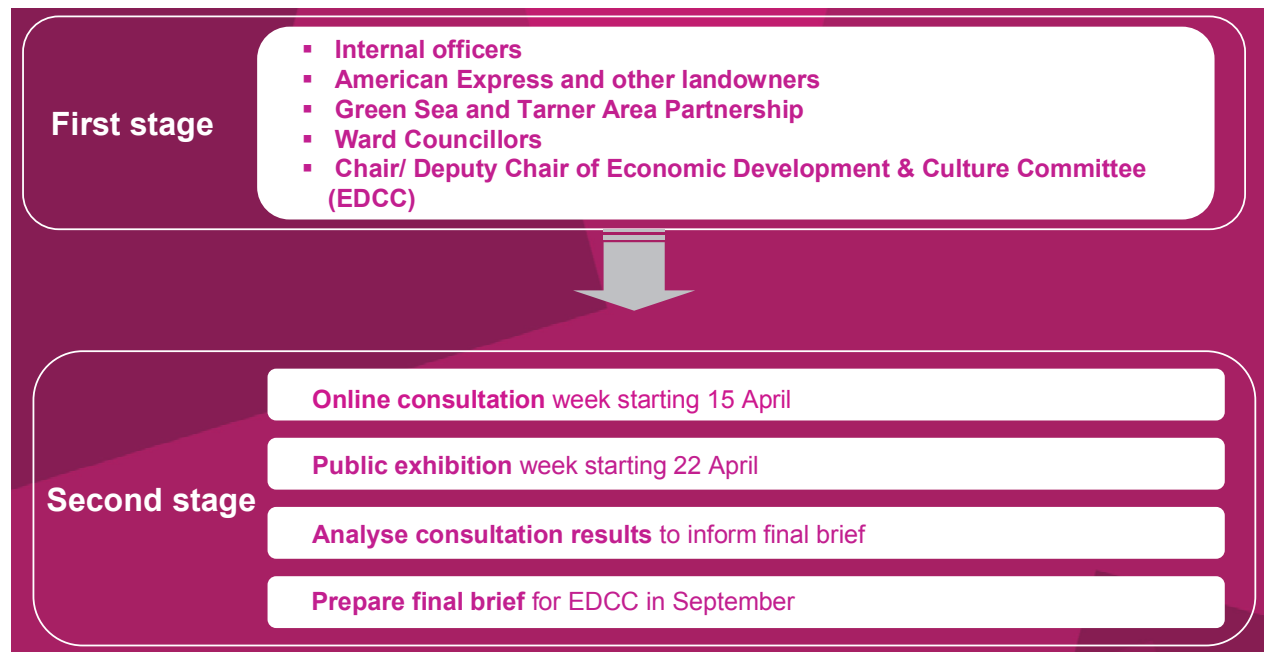 First stage
▪ Internal officers
▪ American Express and other landowners
▪ Green Sea and Tarner Area Partnership
▪ Ward Councillors
▪ Chair/ Deputy Chair of Economic Development & Culture Committee
(EDCC)
Second stage
Online consultation week starting 15 April
Public exhibition week starting 22 April
Analyse consultation results to inform final brief
Prepare final brief for EDCC in September